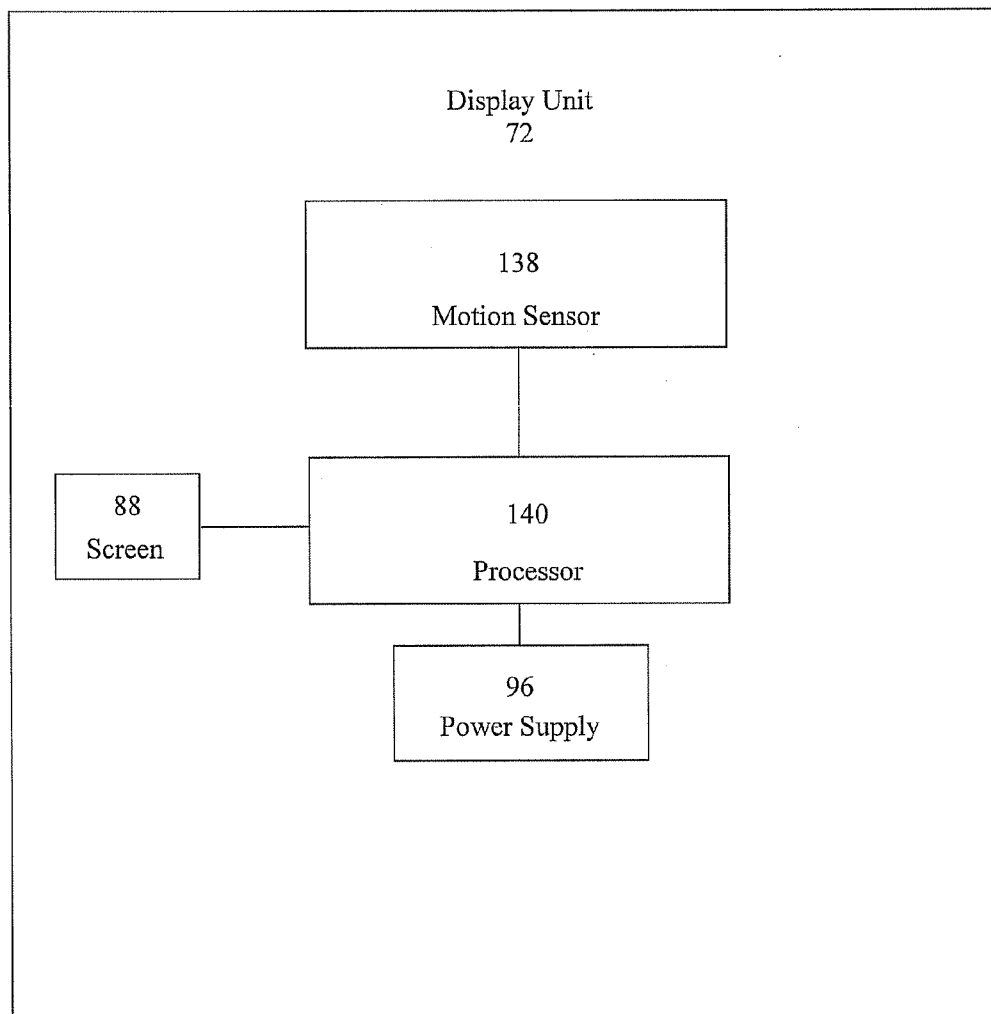 Display Unit
72
138
Motion Sensor
88
Screen
140
Processor
96
Power Supply